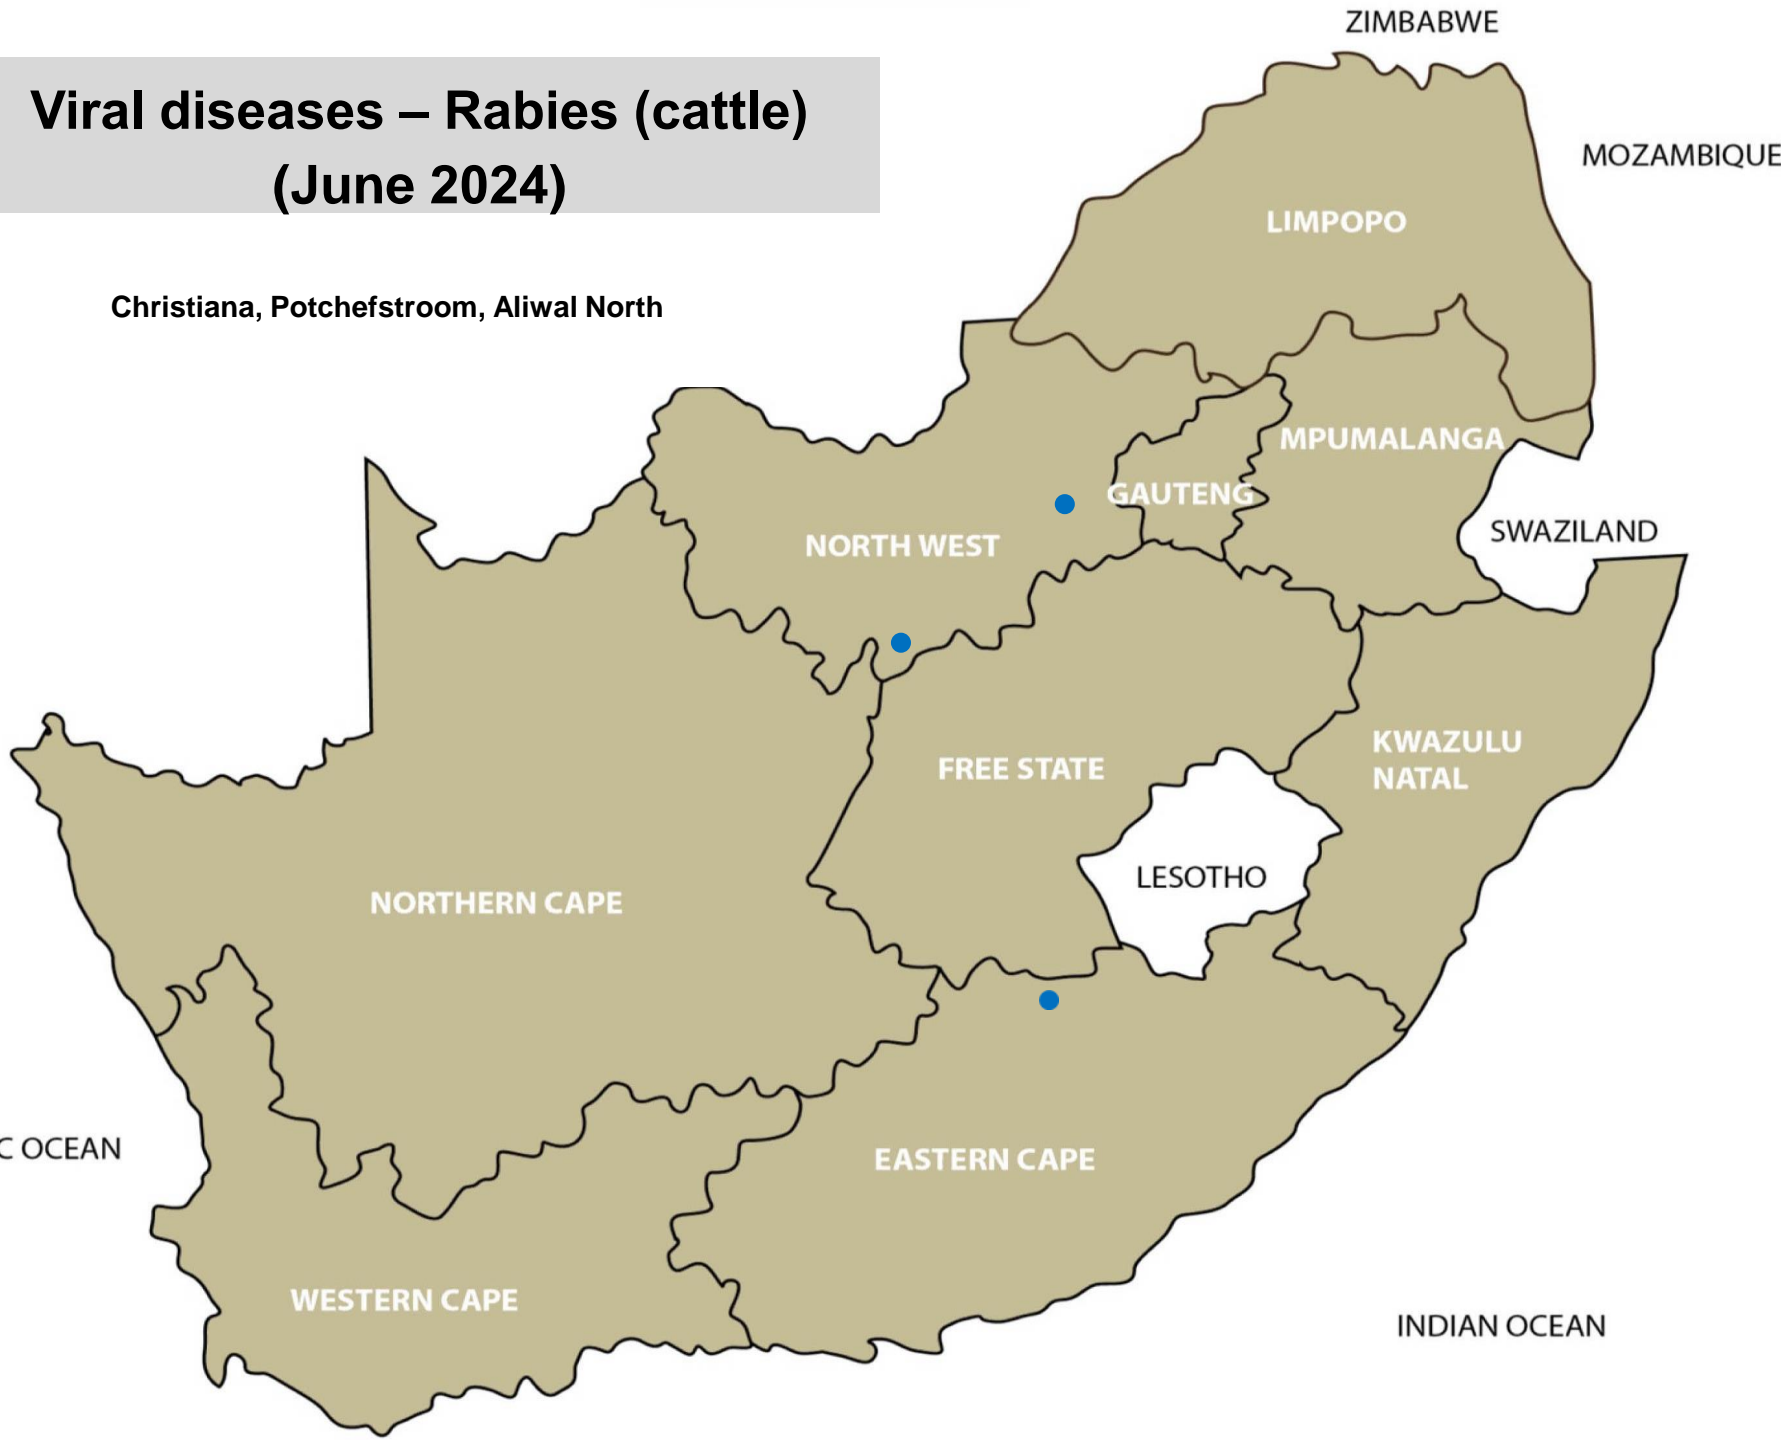 ZIMBABWE
Viral diseases – Rabies (cattle)
(June 2024)
MOZAMBIQUE
LIMPOPO
Christiana, Potchefstroom, Aliwal North
MPUMALANGA
GAUTENG
SWAZILAND
NORTH WEST
KWAZULU
NATAL
FREE STATE
LESOTHO
NORTHERN CAPE
C OCEAN
EASTERN CAPE
WESTERN CAPE
INDIAN OCEAN